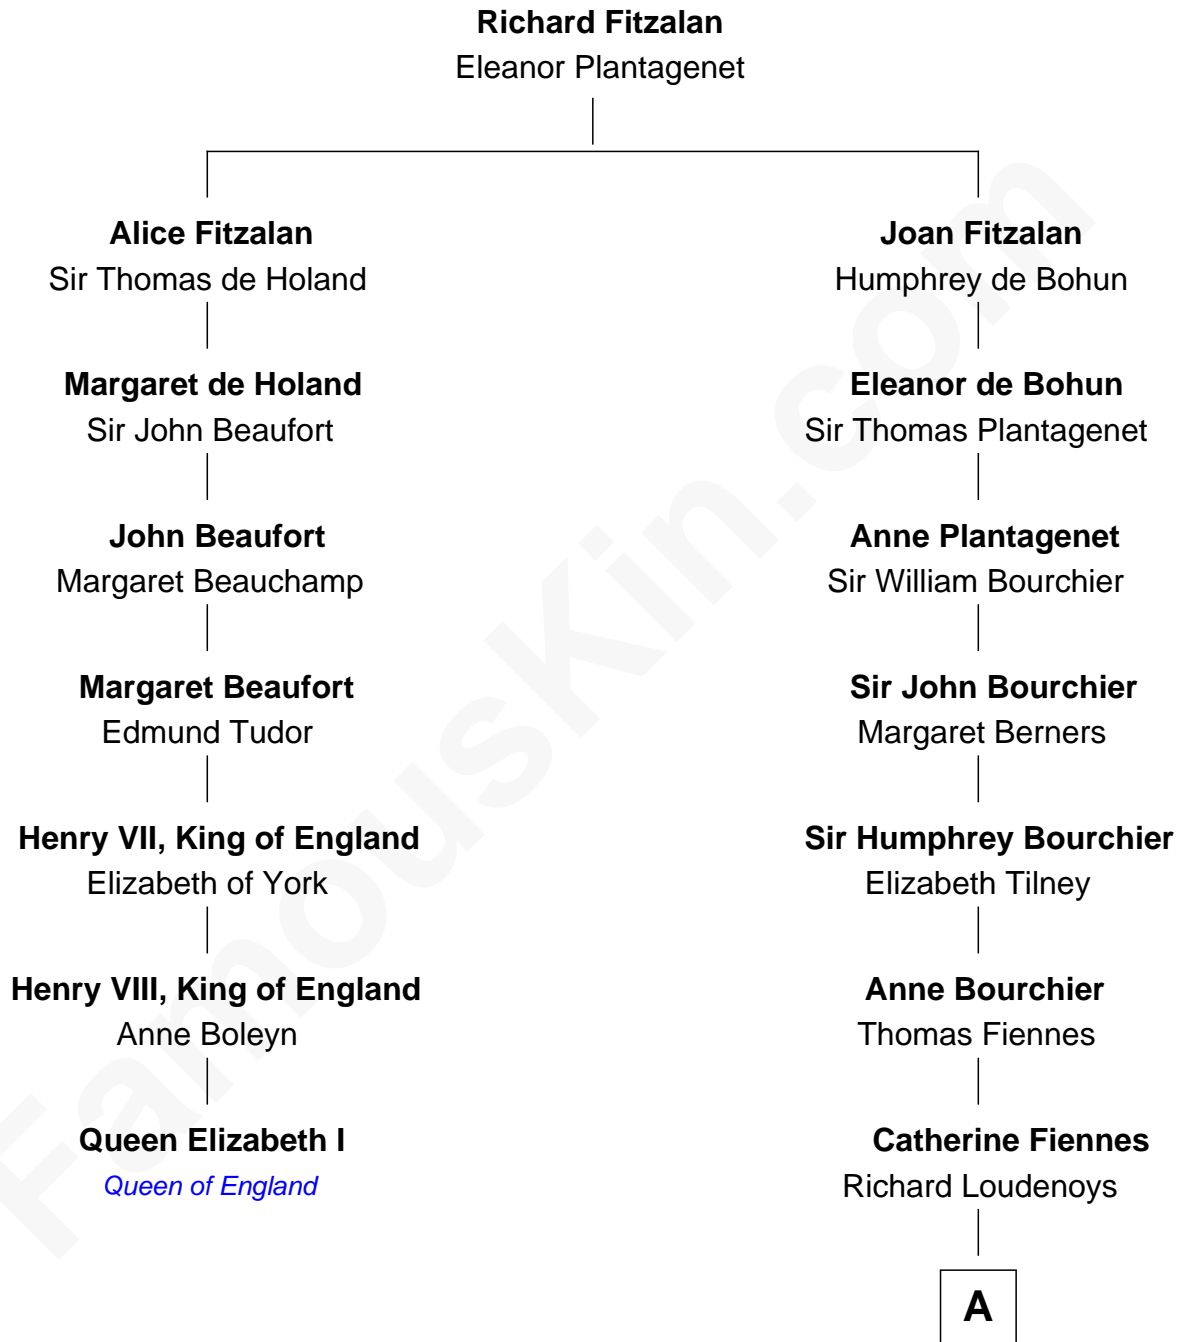 Richard Fitzalan
Eleanor Plantagenet
Alice Fitzalan
Sir Thomas de Holand
Joan Fitzalan
Humphrey de Bohun
Margaret de Holand
Sir John Beaufort
Eleanor de Bohun
Sir Thomas Plantagenet
John Beaufort
Margaret Beauchamp
Anne Plantagenet
Sir William Bourchier
Margaret Beaufort
Edmund Tudor
Sir John Bourchier
Margaret Berners
Henry VII, King of England
Elizabeth of York
Sir Humphrey Bourchier
Elizabeth Tilney
Henry VIII, King of England
Anne Boleyn
Anne Bourchier
Thomas Fiennes
Queen Elizabeth I
Queen of England
Catherine Fiennes
Richard Loudenoys
A
FamousKin.com